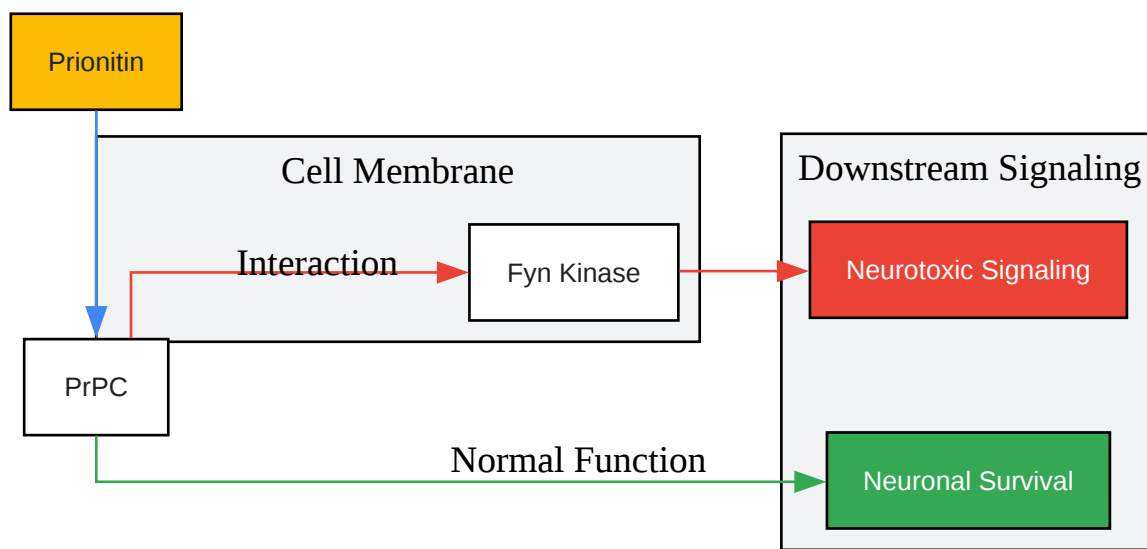 Prionitin
Cell Membrane
Downstream Signaling
Interaction
Fyn Kinase
Neurotoxic Signaling
PrPC
Normal Function
Neuronal Survival